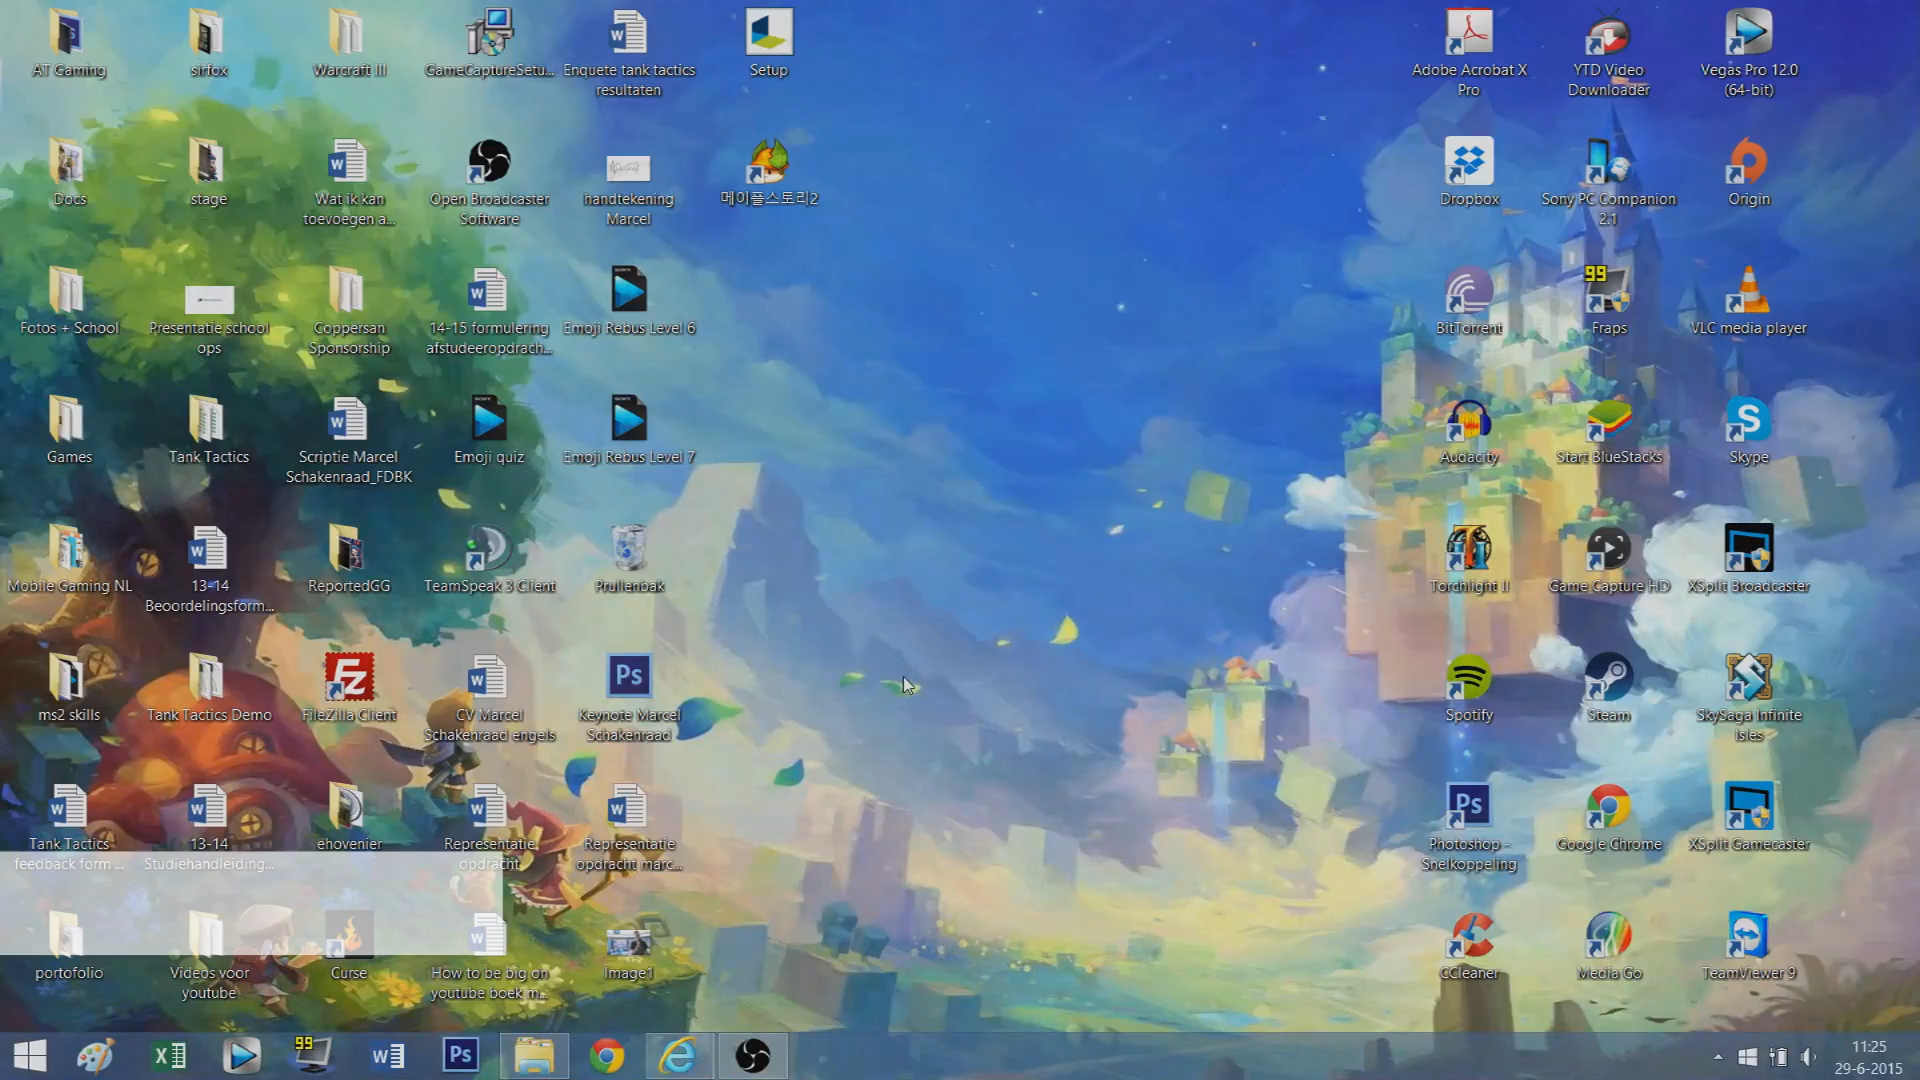 AT Gaming
sirfox
Warcraft III
GameCaptureSetu...
Enquete tank tactics
resultaten
Setup
Adobe Acrobat X
Pro
YTD Video
Downloader
Vegas Pro 12.0
(64-bit)
Docs
stage
Wat ik kan
toevoegen a...
Open Broadcaster
Software
handtekening
Marcel
메이플스토리2
Dropbox
Sony PC Companion
2.1
Origin
Fotos + School
Presentatie school
ops
Coppersan
Sponsorship
14-15 formulering
afstudeeropdrach...
Emoji Rebus Level 6
BitTorrent
99
Fraps
VLC media player
Games
Tank Tactics
Scriptie Marcel
Schakenraad_FDBK
Emoji quiz
Emoji Rebus Level 7
Audacity
Start BlueStacks
Skype
Mobile Gaming NL
13-14
Beoordelingsform...
ReportedGG
TeamSpeak 3 Client
Prullenbak
Torchlight II
Game Capture HD
XSplit Broadcaster
ms2 skills
Tank Tactics Demo
FileZilla Client
CV Marcel
Schakenraad engels
Ps
Keynote Marcel
Schakenraad
Spotify
Steam
SkySaga Infinite
Isles
Tank Tactics
feedback form ...
13-14
Studiehandleiding...
ehovenier
Representatie
opdracht
Representatie
opdracht marc...
Ps
Photoshop -
Snelkoppeling
Google Chrome
XSplit Gamecaster
portofolio
Videos voor
youtube
Curse
How to be big on
youtube boek m...
Image1
CCleaner
Media Go
TeamViewer 9
99
Ps
11:25
29-6-2015